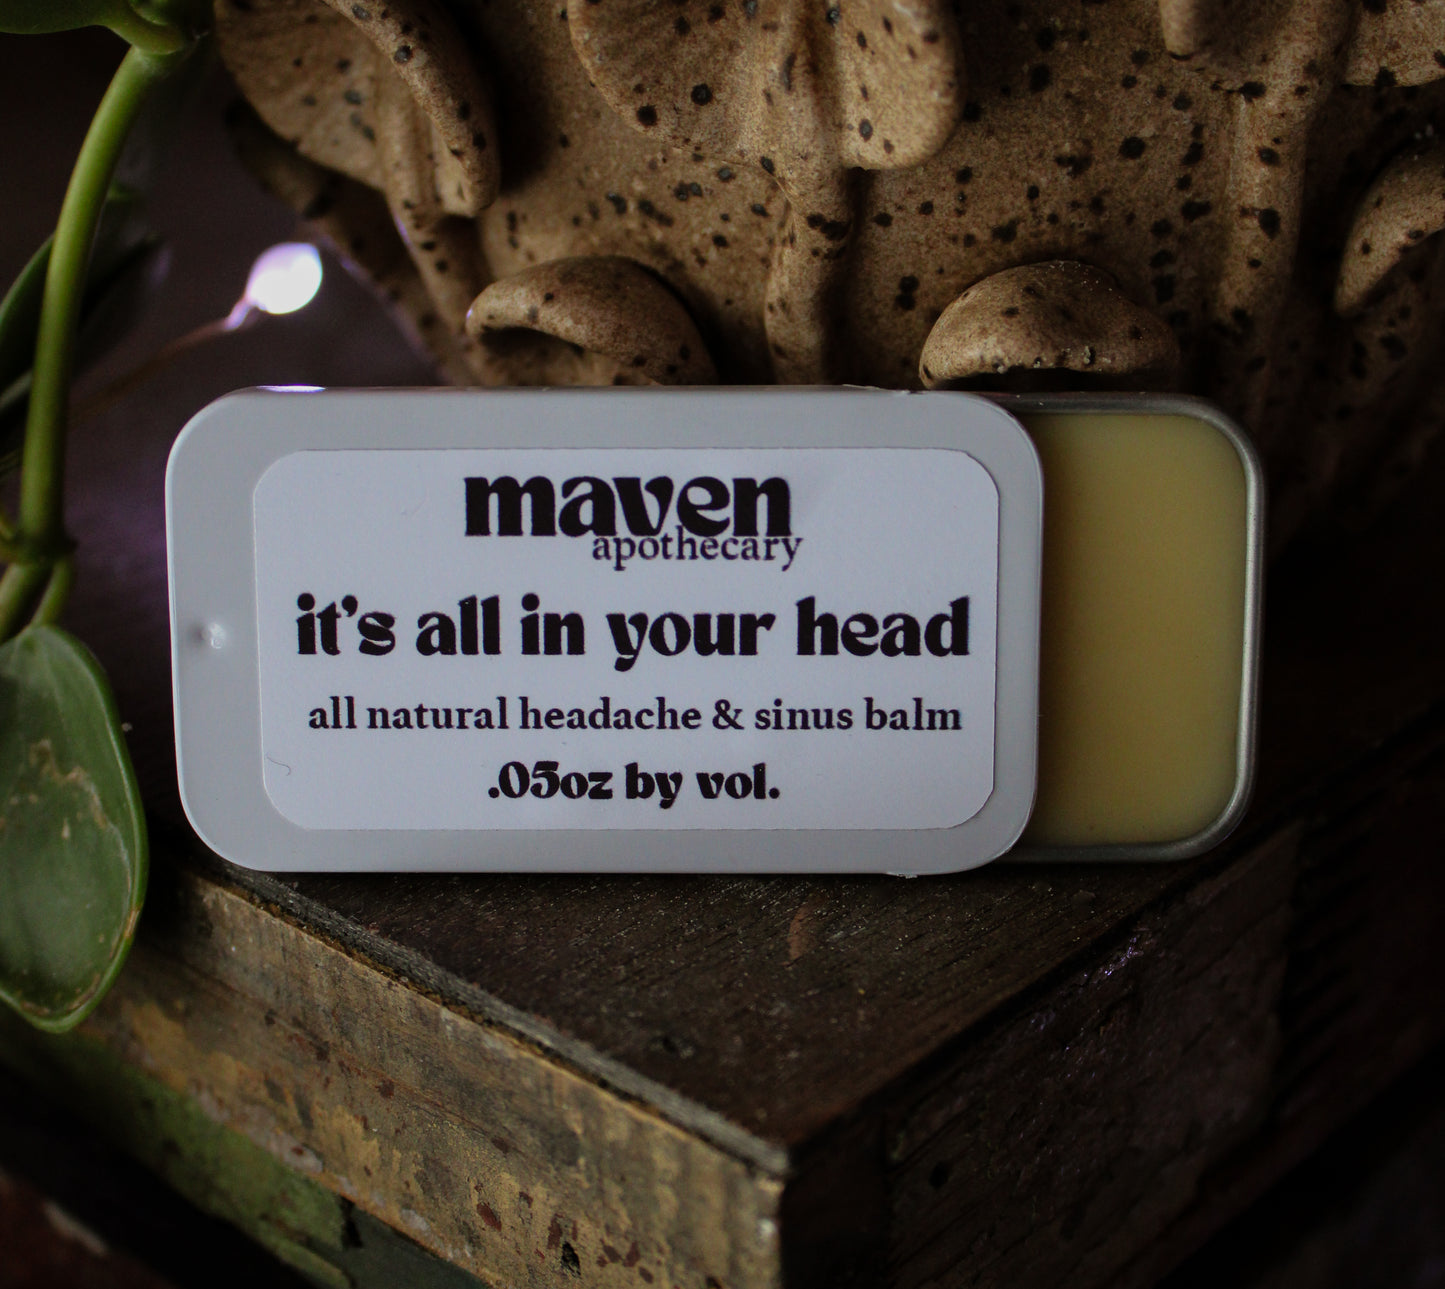 maven
apothecary
it's all in your head
all natural headache & sinus balm
.05oz by vol.